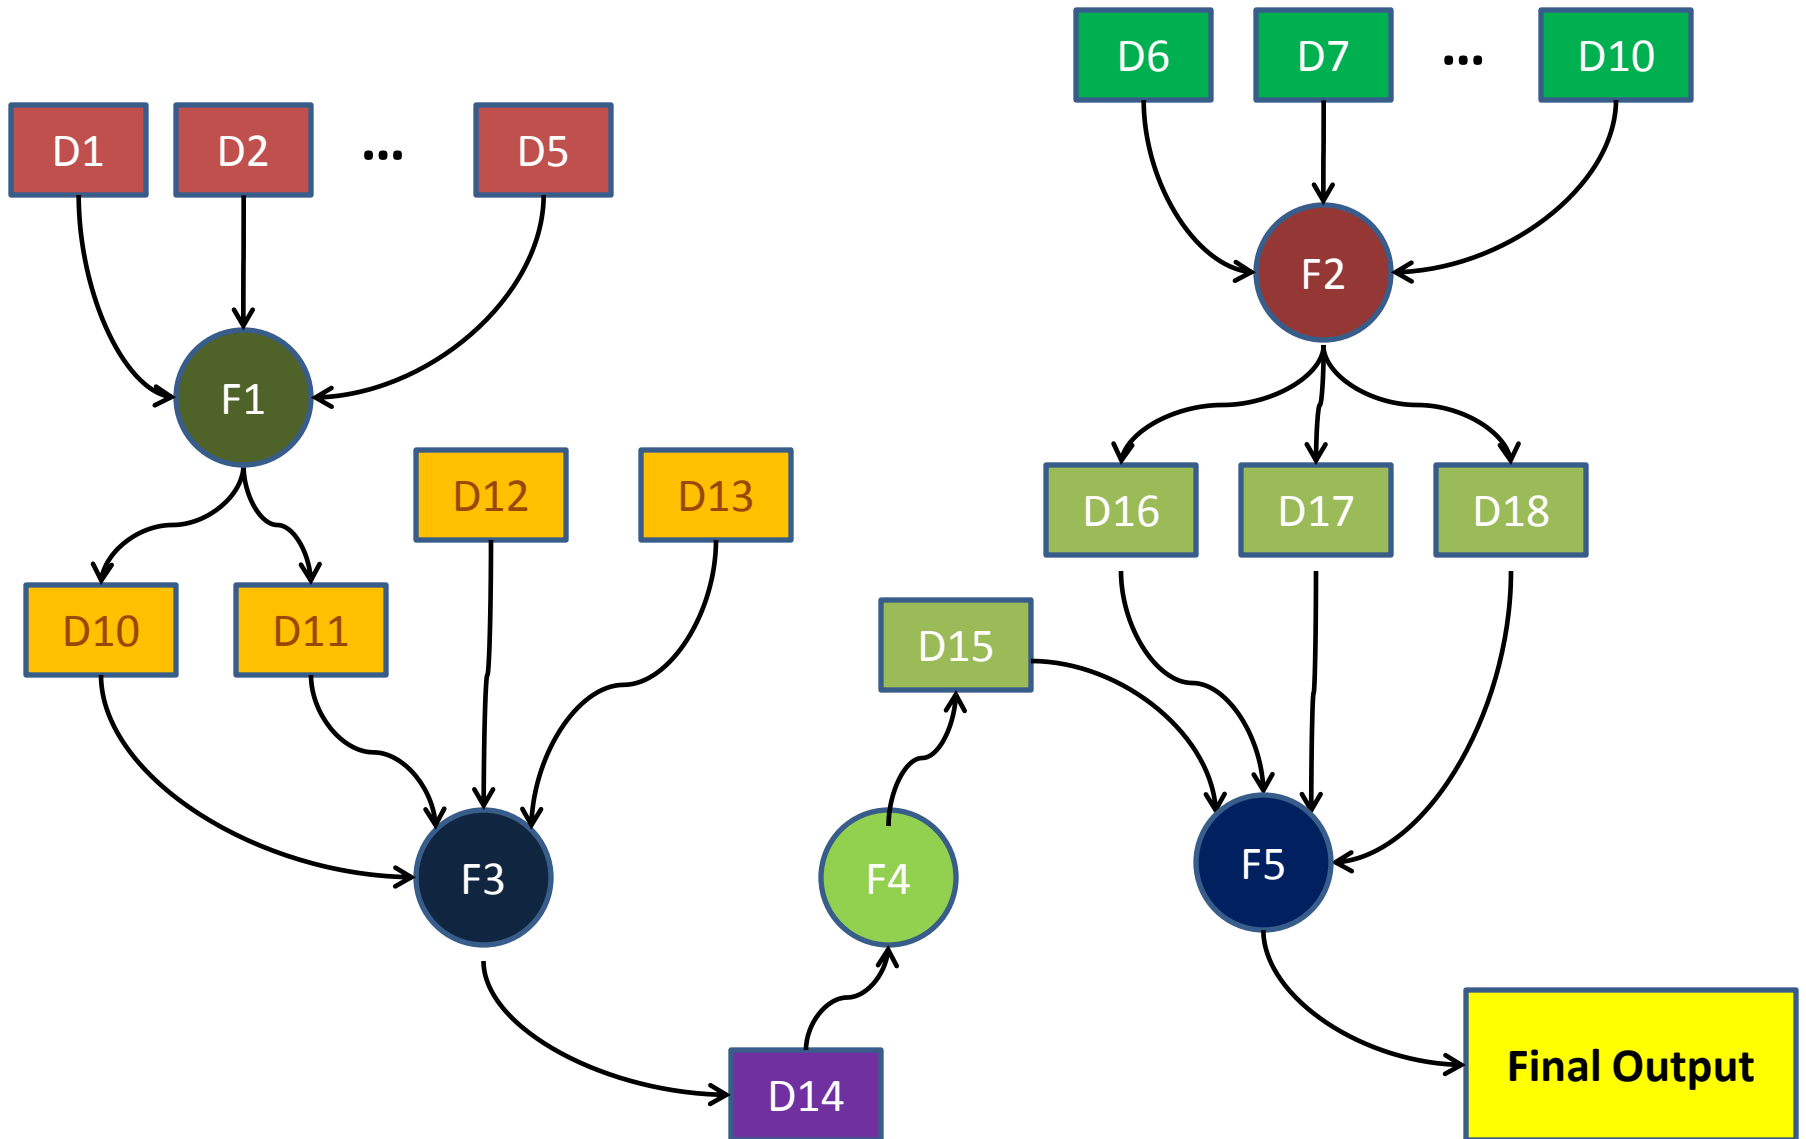 D6 D7 ... D10
D1 D2 ... D5
F2
F1
D12 D13
D16 D17 D18
D10 D11
D15
F3 F4 F5
Final Output
D14